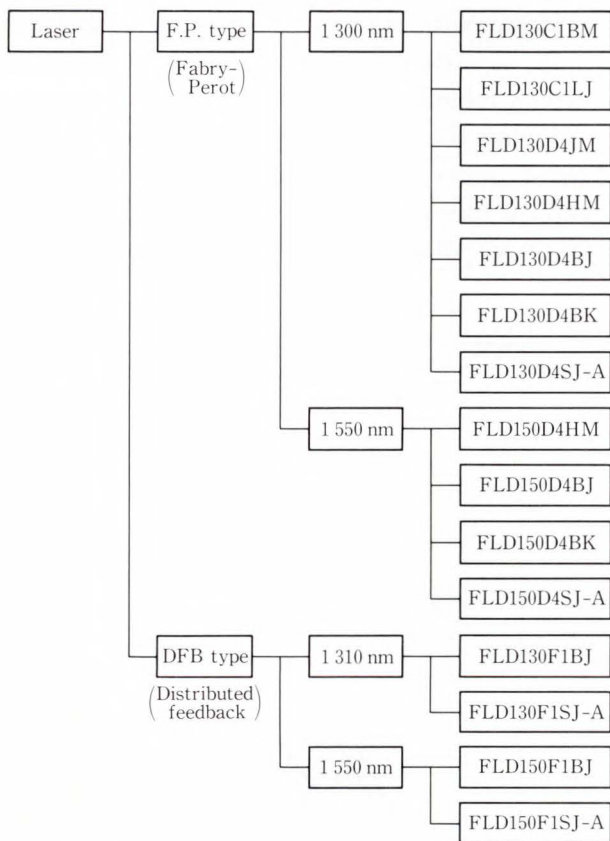 Laser
F.P. type
(Fabry-
Perot)
1 300 nm
FLD130C1BM
FLD130C1LJ
FLD130D4JM
FLD130D4HM
FLD130D4BJ
FLD130D4BK
FLD130D4SJ-A
1 550 nm
FLD150D4HM
FLD150D4BJ
FLD150D4BK
FLD150D4SJ-A
DFB type
(Distributed
feedback)
1 310 nm
FLD130F1BJ
FLD130F1SJ-A
1 550 nm
FLD150F1BJ
FLD150F1SJ-A